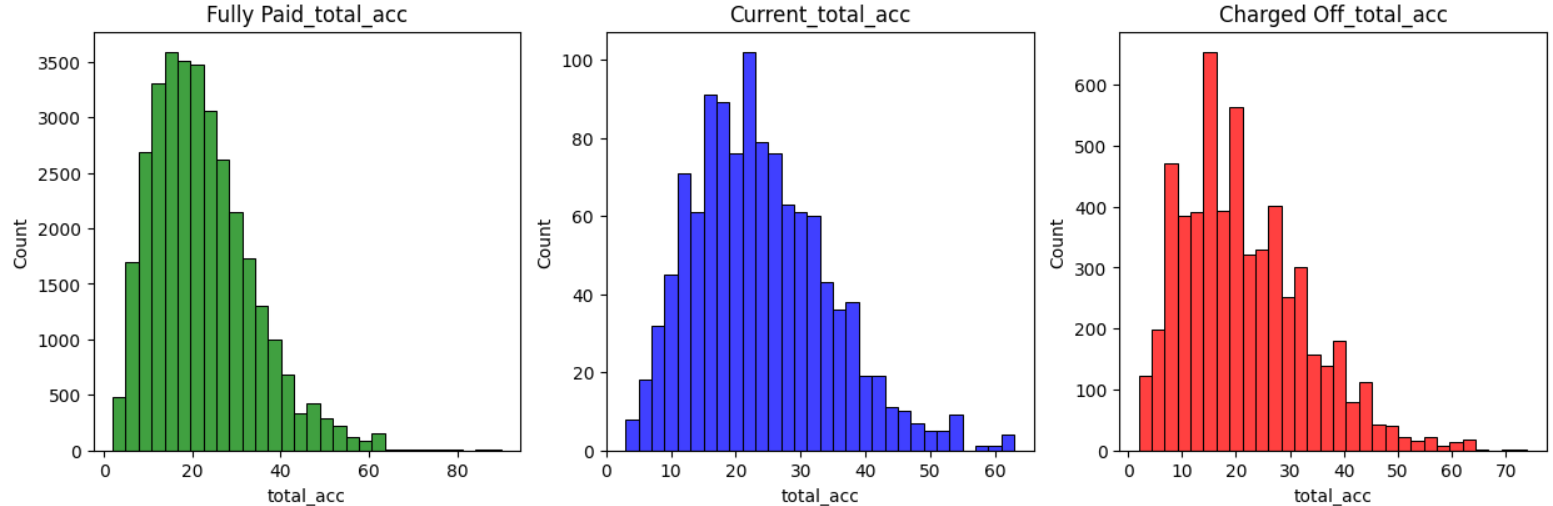 Fully Paid_total_acc
Count
3500
3000
2500
2000
1500
1000
500
0
0 20 40 60 80
total_acc
Current_total_acc
Count
100
80
60
40
20
0
0 10 20 30 40 50 60
total_acc
Charged Off_total_acc
Count
600
500
400
300
200
100
0
0 10 20 30 40 50 60 70
total_acc